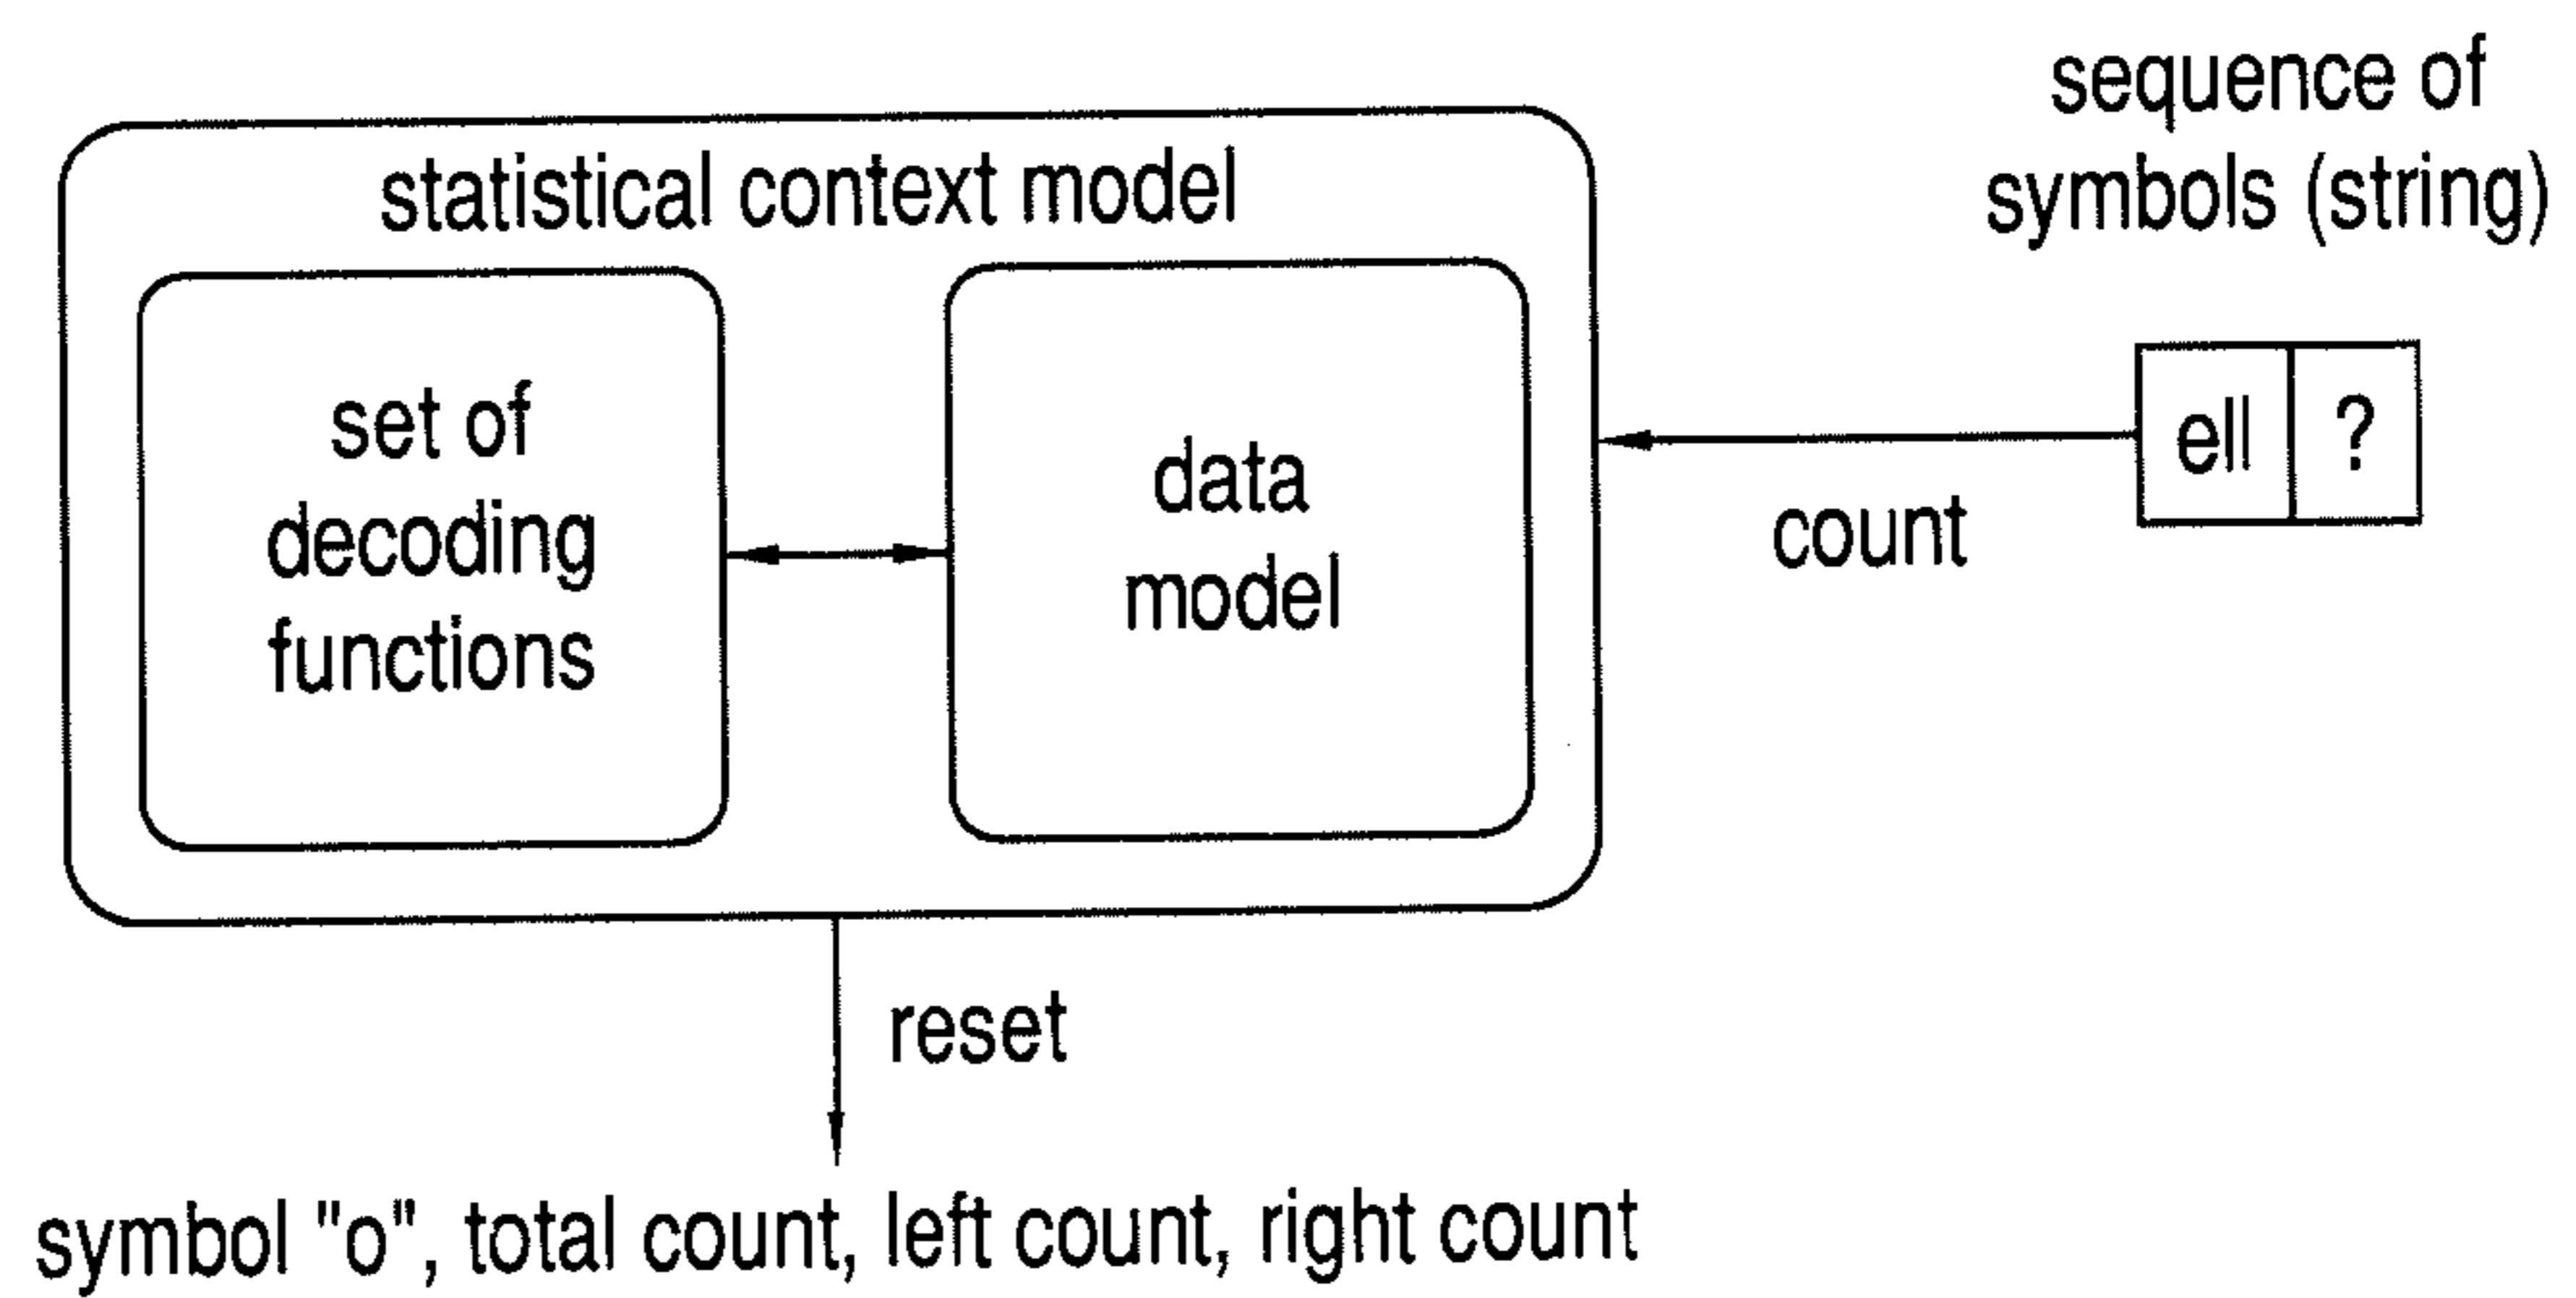 sequence of
symbols (string)
statistical context model
set of
decoding
functions
data
model
ell ?
count
reset
symbol "o", total count, left count, right count